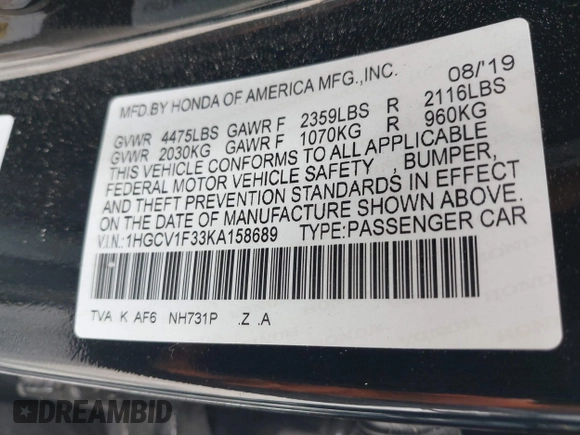 MFD.BY HONDA OF AMERICA MFG.,INC. 08/'19
GVWR 4475LBS GAWR F 2359LBS R 2116LBS
GVWR 2030KG GAWR F 1070KG R 960KG
THIS VEHICLE CONFORMS TO ALL APPLICABLE
FEDERAL MOTOR VEHICLE SAFETY , BUMPER,
AND THEFT PREVENTION STANDARDS IN EFFECT
ON THE DATE OF MANUFACTURE SHOWN ABOVE.
V.I.N.:1HGCV1F33KA158689 TYPE:PASSENGER CAR
TVA K AF6 NH731P .Z .A
DREAMBID